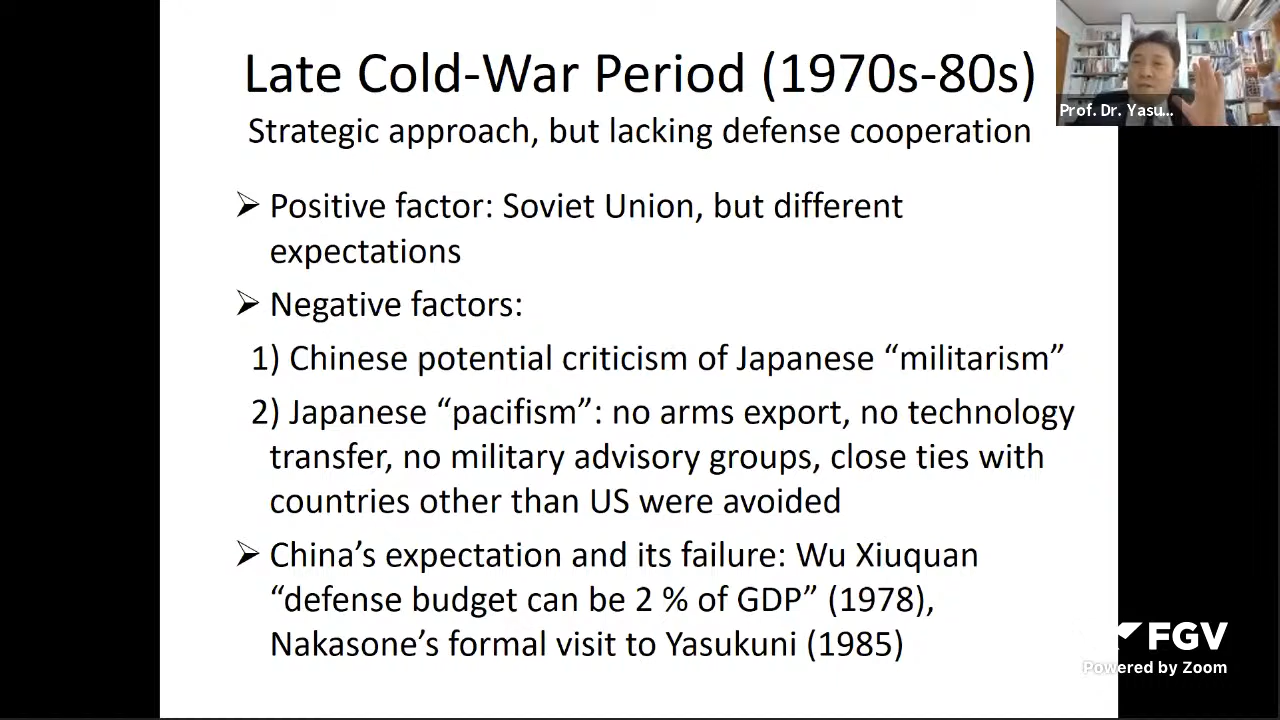 Late Cold-War Period (1970s-80s)
Strategic approach, but lacking defense cooperation
➢ Positive factor: Soviet Union, but different
expectations
➢ Negative factors:
1) Chinese potential criticism of Japanese “militarism”
2) Japanese “pacifism”: no arms export, no technology
transfer, no military advisory groups, close ties with
countries other than US were avoided
➢ China’s expectation and its failure: Wu Xiuquan
“defense budget can be 2 % of GDP” (1978),
Nakasone’s formal visit to Yasukuni (1985)
Prof. Dr. Yasu...
FGV
Powered by Zoom